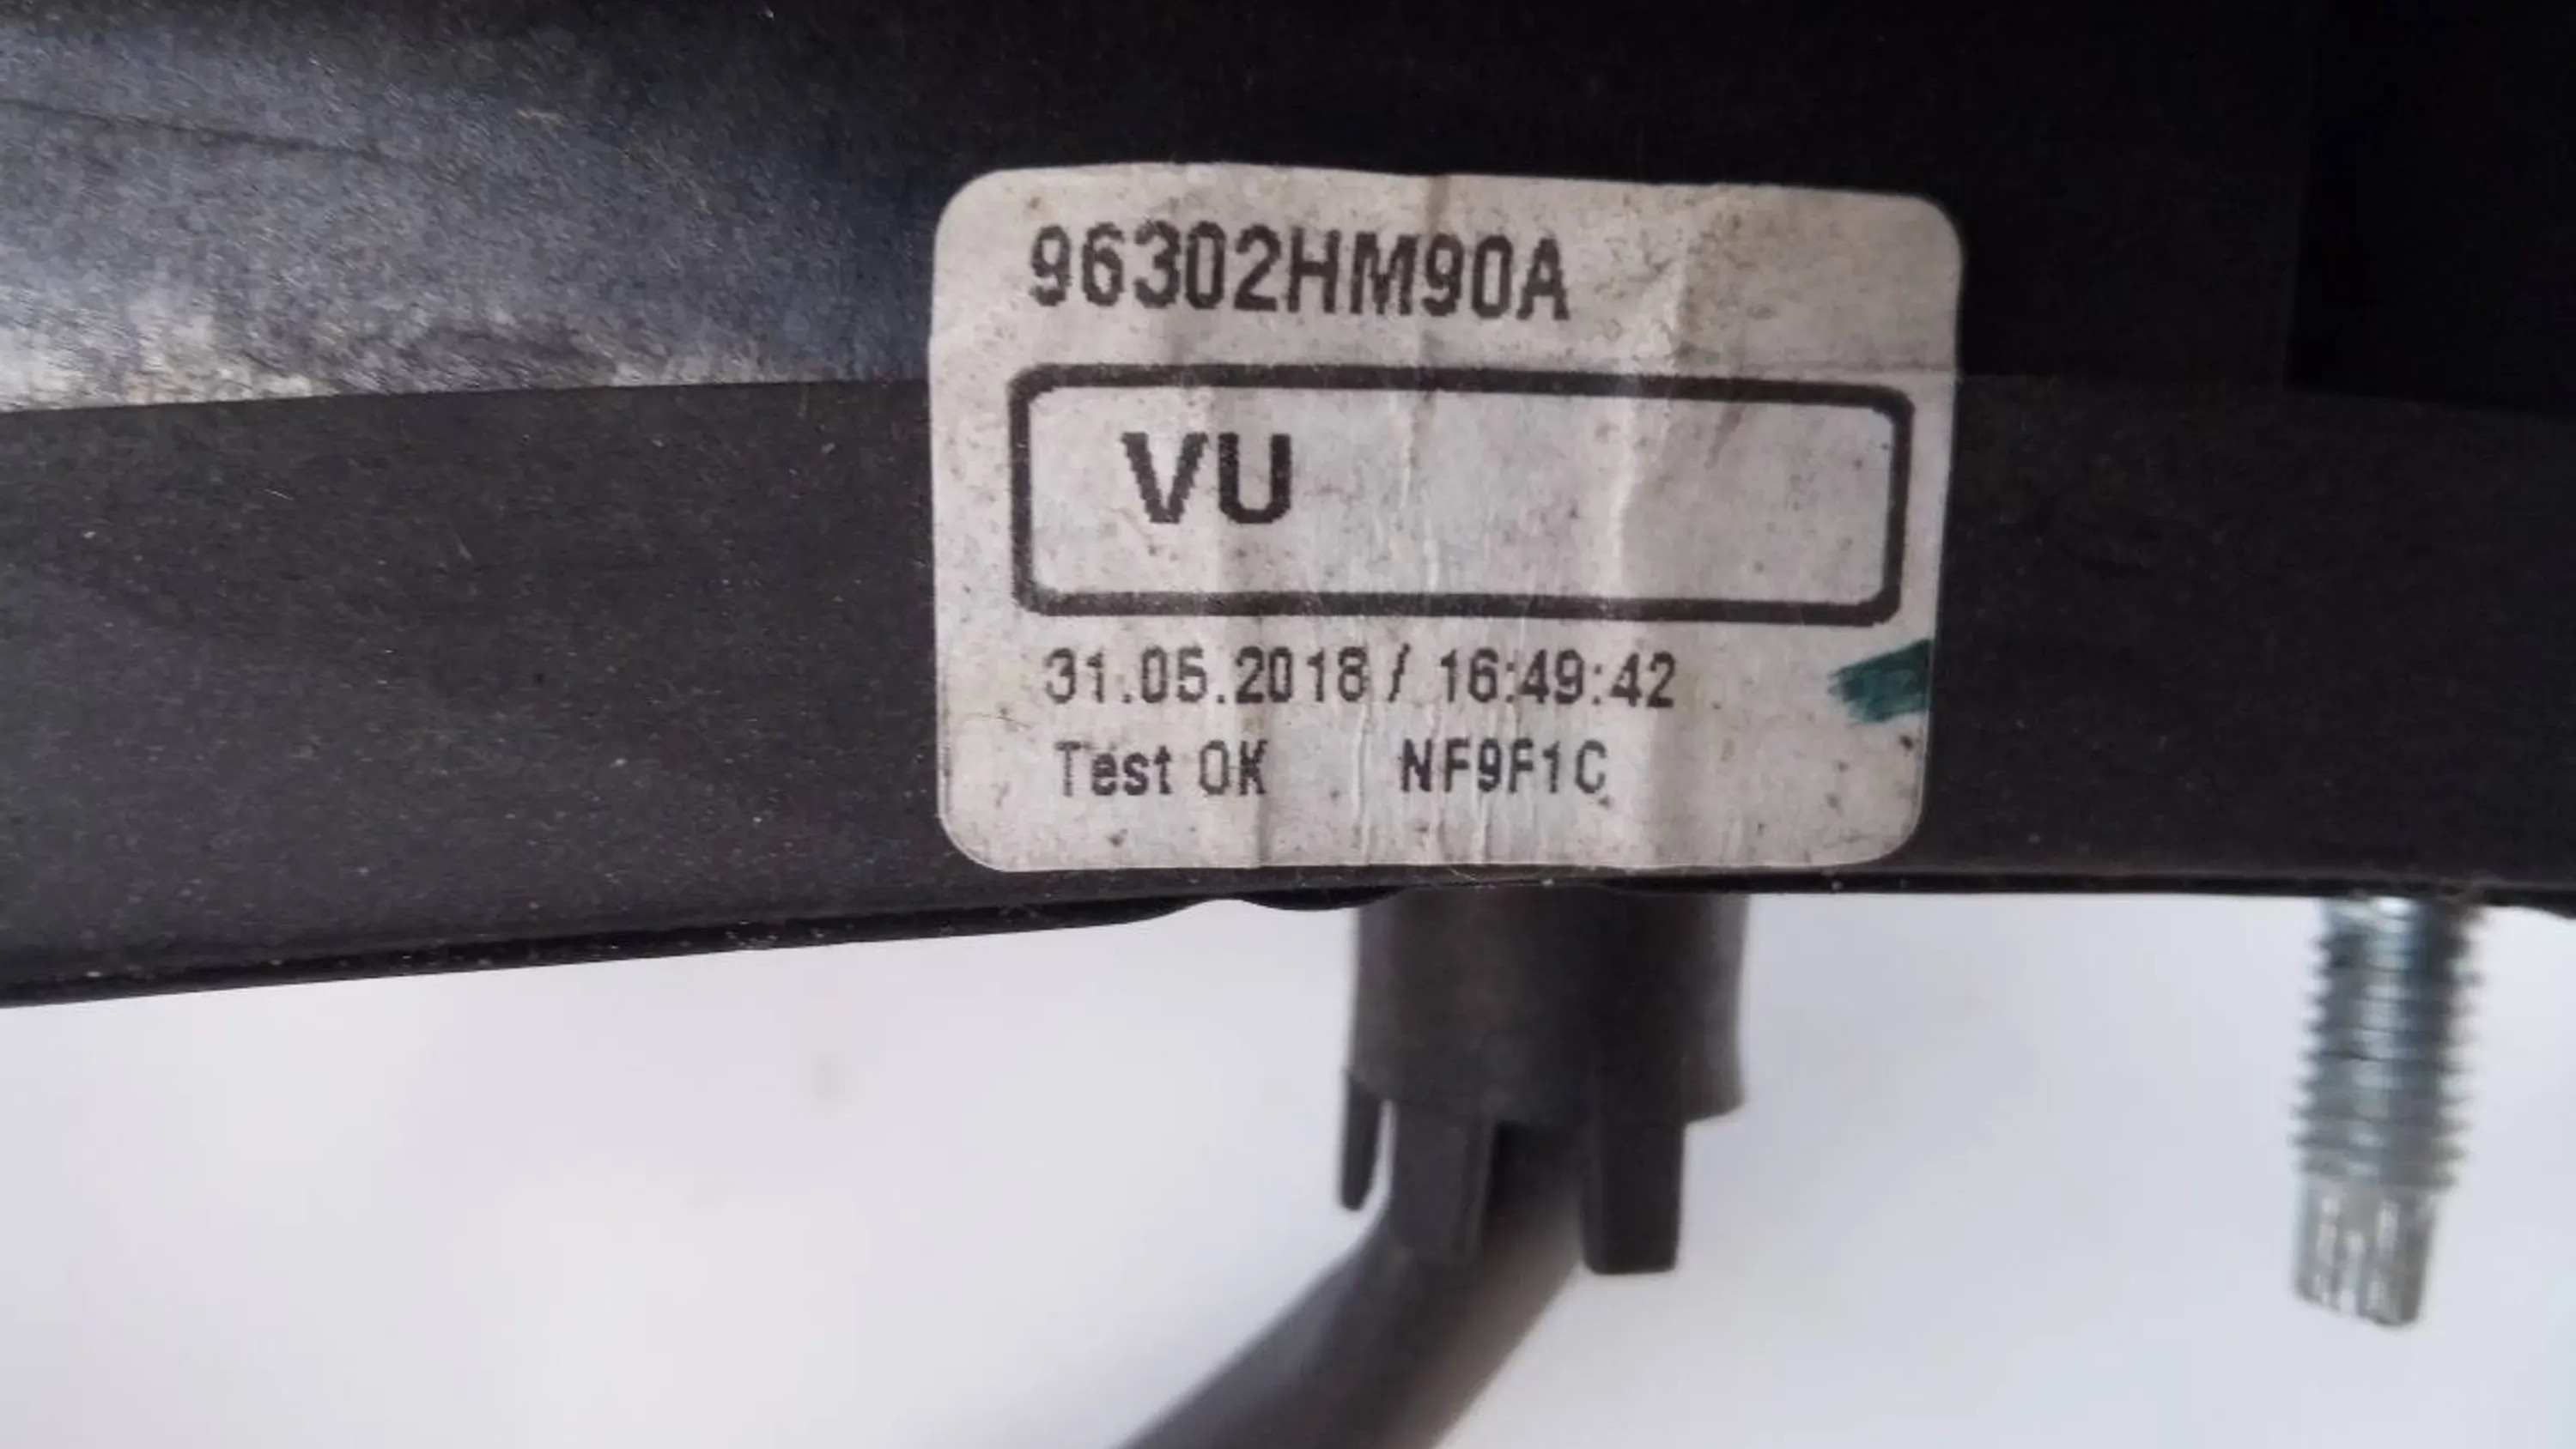 96302HM90A
VU
31.05.2018 / 16:49:42
Test OK NF9F1C